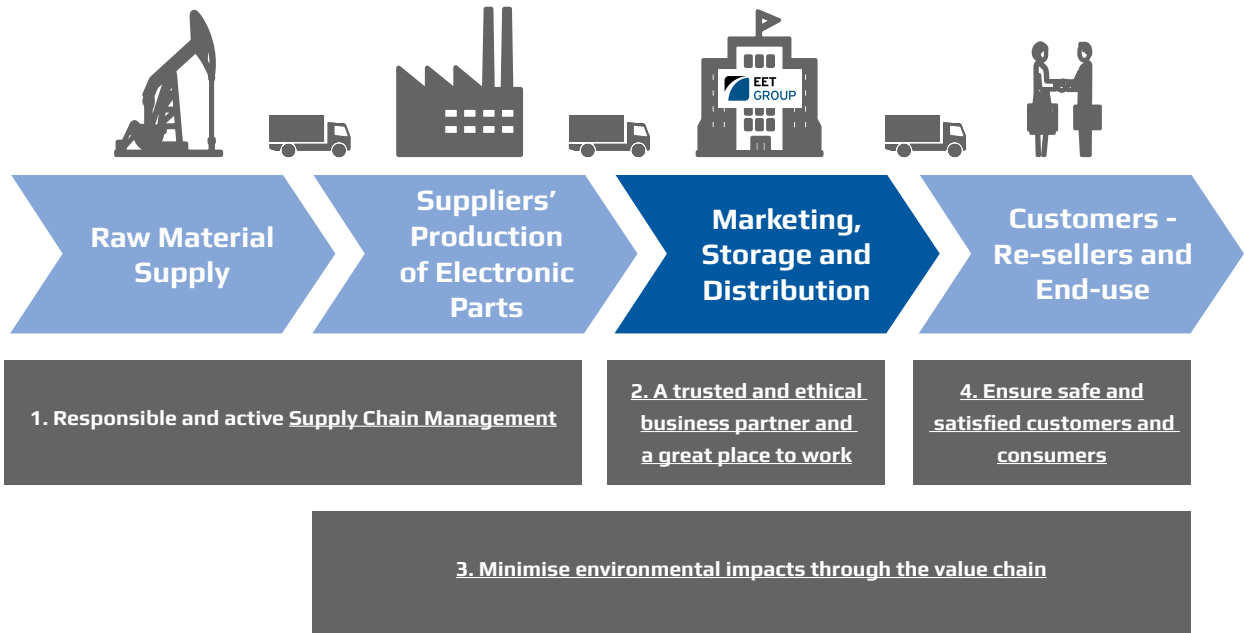 EET
GROUP
Raw Material
Supply
Suppliers’
Production
of Electronic
Parts
Marketing,
Storage and
Distribution
Customers -
Re-sellers and
End-use
1. Responsible and active Supply Chain Management
2. A trusted and ethical
business partner and
a great place to work
4. Ensure safe and
satisfied customers and
consumers
3. Minimise environmental impacts through the value chain